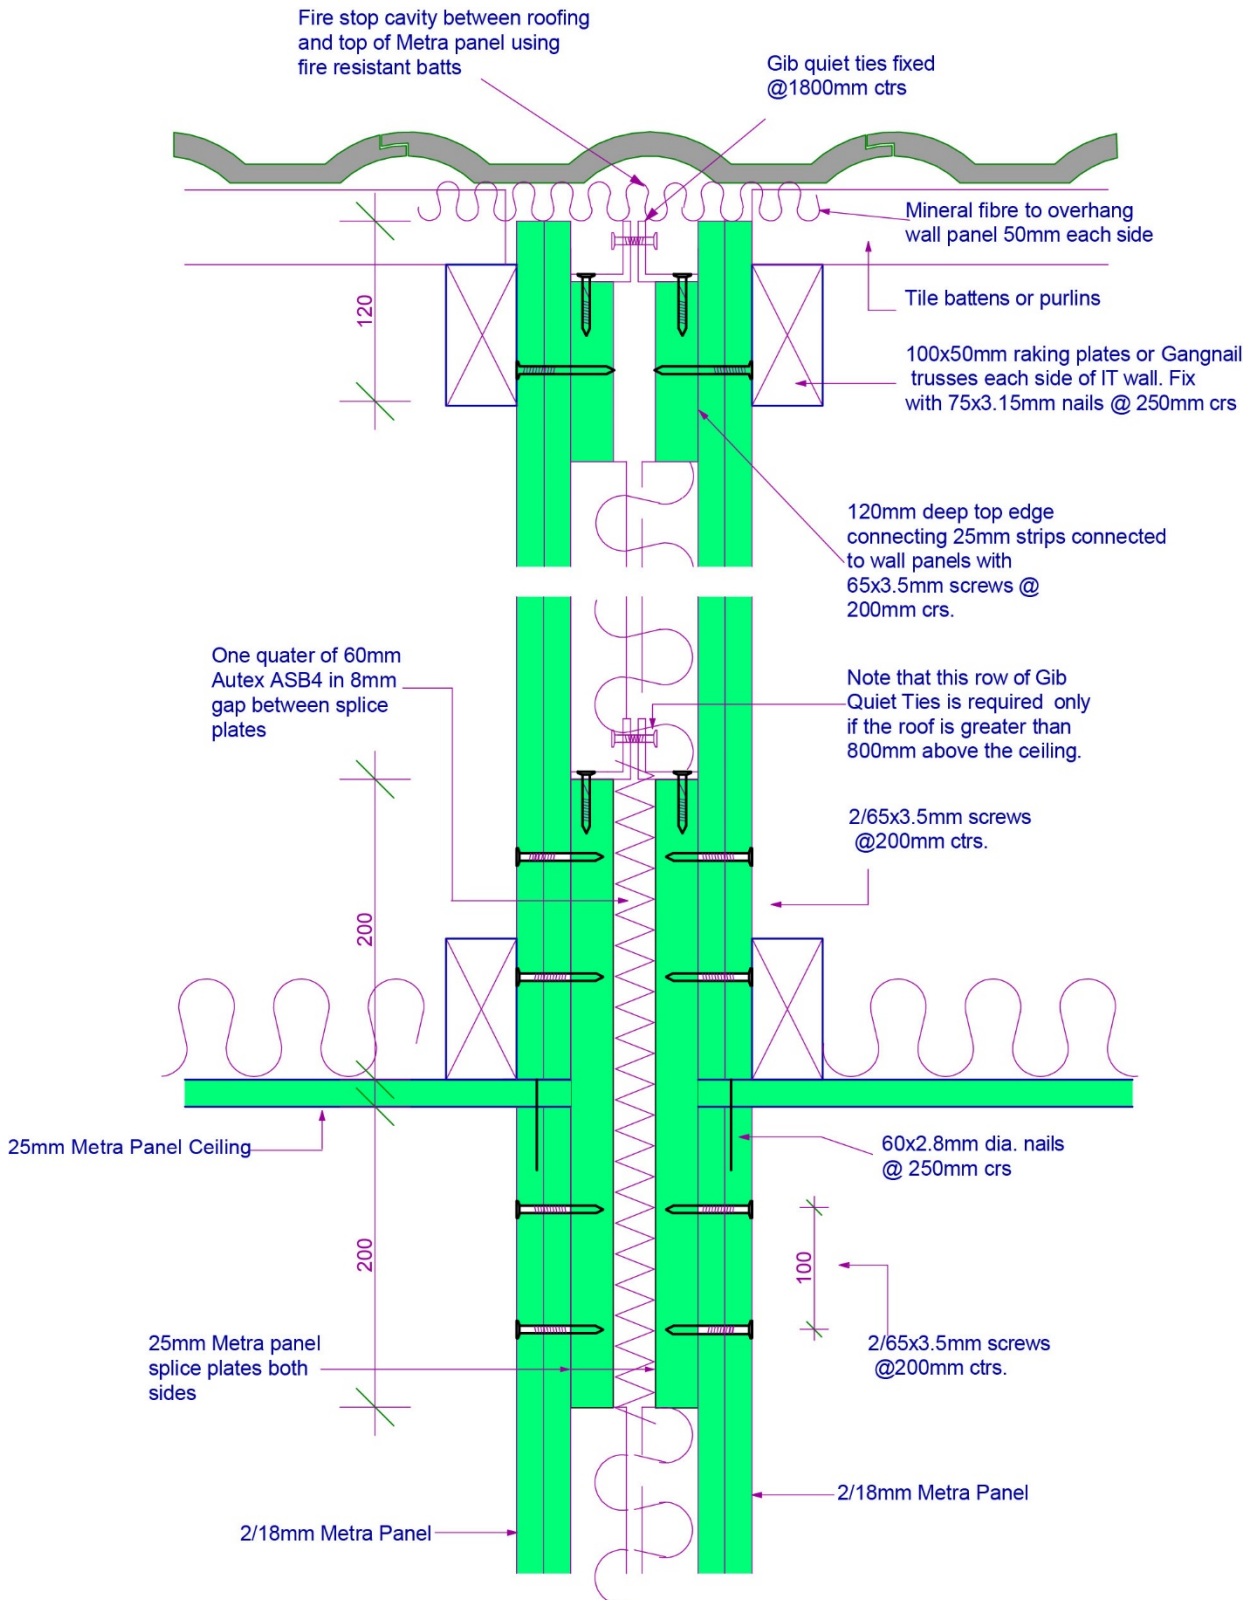 Fire stop cavity between roofing
and top of Metra panel using
fire resistant batts
Gib quiet ties fixed
@1800mm ctrs
Mineral fibre to overhang
wall panel 50mm each side
Tile battens or purlins
120
100x50mm raking plates or Gangnail
trusses each side of IT wall. Fix
with 75x3.15mm nails @ 250mm crs
120mm deep top edge
connecting 25mm strips connected
to wall panels with
65x3.5mm screws @
200mm crs.
One quater of 60mm
Autex ASB4 in 8mm
gap between splice
plates
Note that this row of Gib
Quiet Ties is required only
if the roof is greater than
800mm above the ceiling.
2/65x3.5mm screws
@200mm ctrs.
200
25mm Metra Panel Ceiling
60x2.8mm dia. nails
@ 250mm crs
200
100
25mm Metra panel
splice plates both
sides
2/65x3.5mm screws
@200mm ctrs.
2/18mm Metra Panel
2/18mm Metra Panel